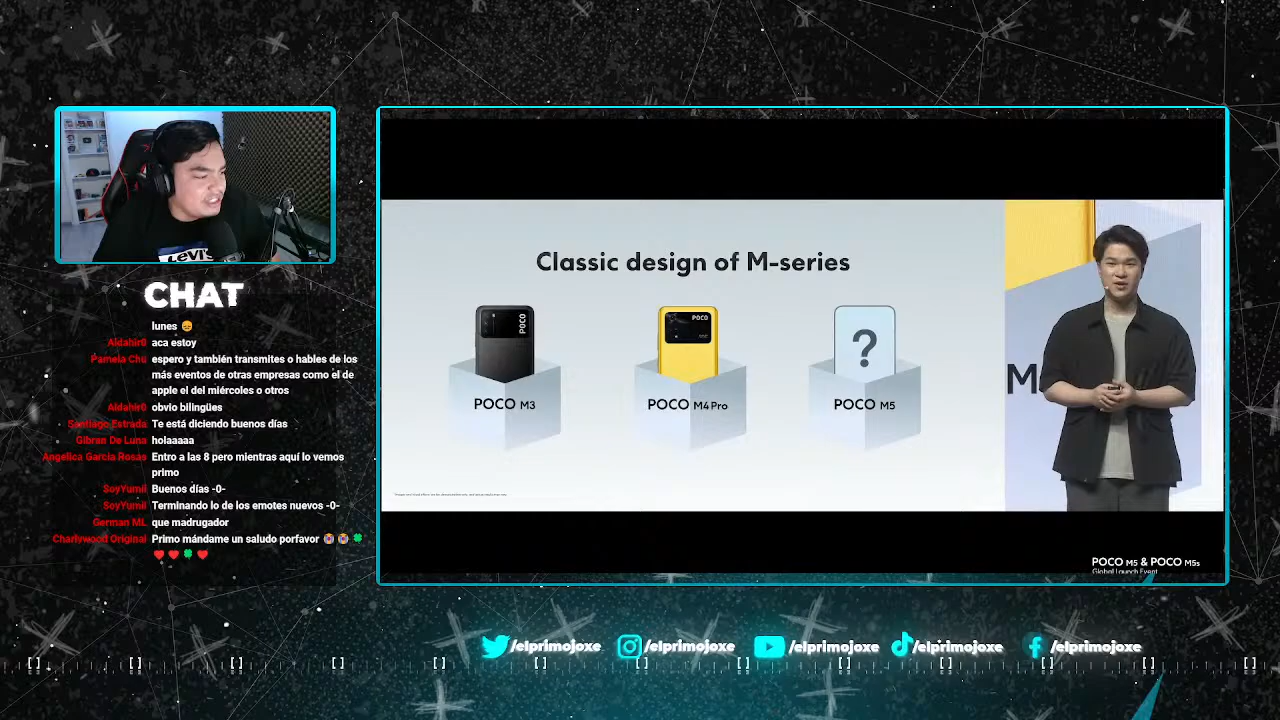 LEVI'S
CHAT
lunes
Aldahir0 aca estoy
Pamela Chu espero y también transmites o hables de los
más eventos de otras empresas como el de
apple el del miércoles o otros
Aldahir0 obvio bilingües
Santiago Estrada Te está diciendo buenos días
Gibran De Luna holaaaaa
Angelica Garcia Rosas Entro a las 8 pero mientras aquí lo vemos
primo
SoyYumil Buenos días -0-
SoyYumil Terminando lo de los emotes nuevos -0-
German ML que madrugador
Charlywood Original Primo mándame un saludo porfavor
Classic design of M-series
POCO
POCO
?
POCO M3
POCO M4 Pro
POCO M5
M
POCO M5 & POCO M5s
Global Launch Event
/elprimojoxe /elprimojoxe /elprimojoxe /elprimojoxe /elprimojoxe